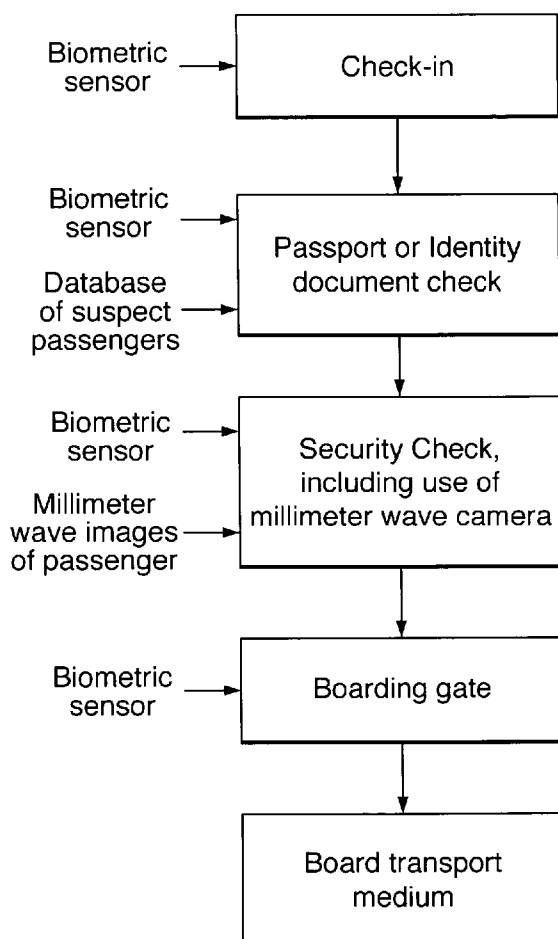 Biometric
sensor
Check-in
Biometric
sensor
Database
of suspect
passengers
Passport or Identity
document check
Biometric
sensor
Millimeter
wave images
of passenger
Security Check,
including use of
millimeter wave camera
Biometric
sensor
Boarding gate
Board transport
medium